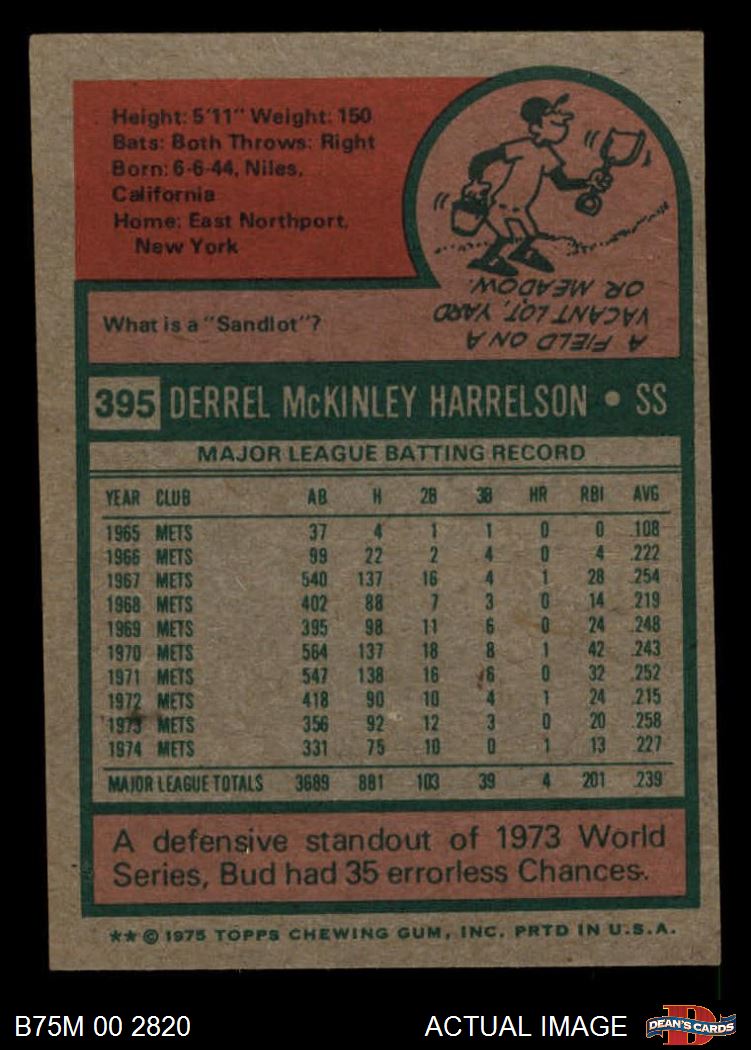 Height: 5'11" Weight: 150
Bats: Both Throws: Right
Born: 6-6-44, Niles,
California
Home: East Northport,
New York
What is a "Sandlot"?
A FIELD ON A
VACANT LOT, YARD
OR MEADOW.
395 DERREL McKINLEY HARRELSON • SS
MAJOR LEAGUE BATTING RECORD
YEAR CLUB AB H 2B 3B HR RBI AVG
1965 METS 37 4 1 1 0 0 .108
1966 METS 99 22 2 4 0 4 .222
1967 METS 540 137 16 4 1 28 .254
1968 METS 402 88 7 3 0 14 .219
1969 METS 395 98 11 6 0 24 .248
1970 METS 564 137 18 8 1 42 .243
1971 METS 547 138 16 6 0 32 .252
1972 METS 418 90 10 4 1 24 .215
1973 METS 356 92 12 3 0 20 .258
1974 METS 331 75 10 0 1 13 .227
MAJOR LEAGUE TOTALS 3689 881 103 39 4 201 .239
A defensive standout of 1973 World
Series, Bud had 35 errorless Chances.
** © 1975 TOPPS CHEWING GUM, INC. PRTD IN U.S.A.
B75M 00 2820 ACTUAL IMAGE D DEAN'S CARDS